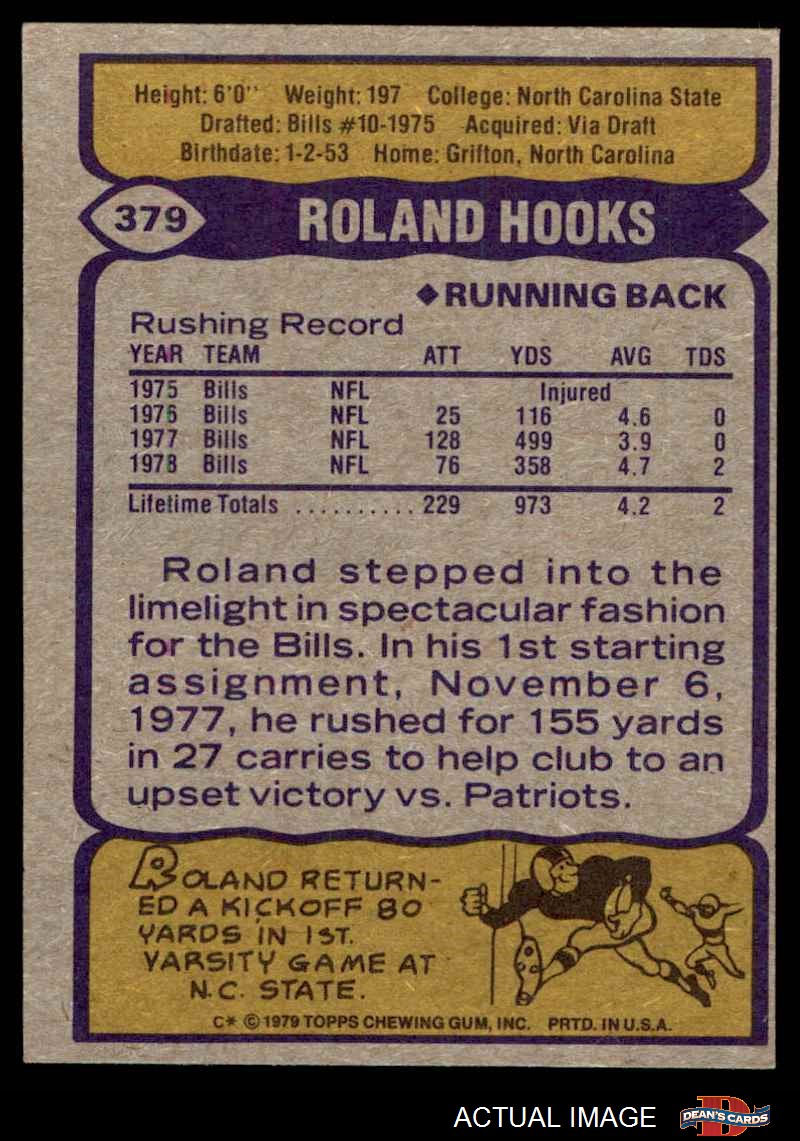 Height: 6'0" Weight: 197 College: North Carolina State
Drafted: Bills #10-1975 Acquired: Via Draft
Birthdate: 1-2-53 Home: Grifton, North Carolina
379 ROLAND HOOKS
◆RUNNING BACK
Rushing Record
YEAR TEAM ATT YDS AVG TDS
1975 Bills NFL Injured
1976 Bills NFL 25 116 4.6 0
1977 Bills NFL 128 499 3.9 0
1978 Bills NFL 76 358 4.7 2
Lifetime Totals .......... 229 973 4.2 2
Roland stepped into the
limelight in spectacular fashion
for the Bills. In his 1st starting
assignment, November 6,
1977, he rushed for 155 yards
in 27 carries to help club to an
upset victory vs. Patriots.
ROLAND RETURN-
ED A KICKOFF 80
YARDS IN 1ST.
VARSITY GAME AT
N.C. STATE.
C* © 1979 TOPPS CHEWING GUM, INC. PRTD. IN U.S.A.
ACTUAL IMAGE
D
DEAN'S CARDS